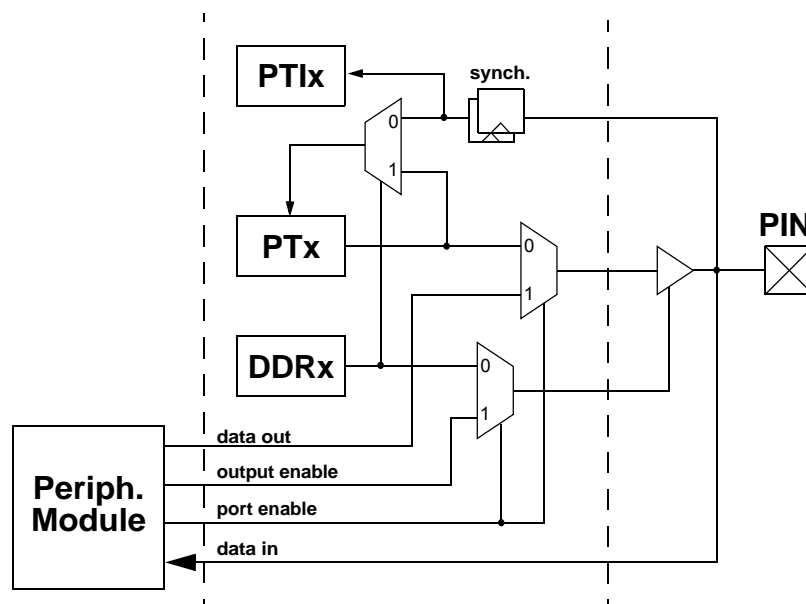 synch.
PTIx
0
1
PIN
PTx
0
1
DDRx
0
1
data out
output enable
Periph.
Module
port enable
data in